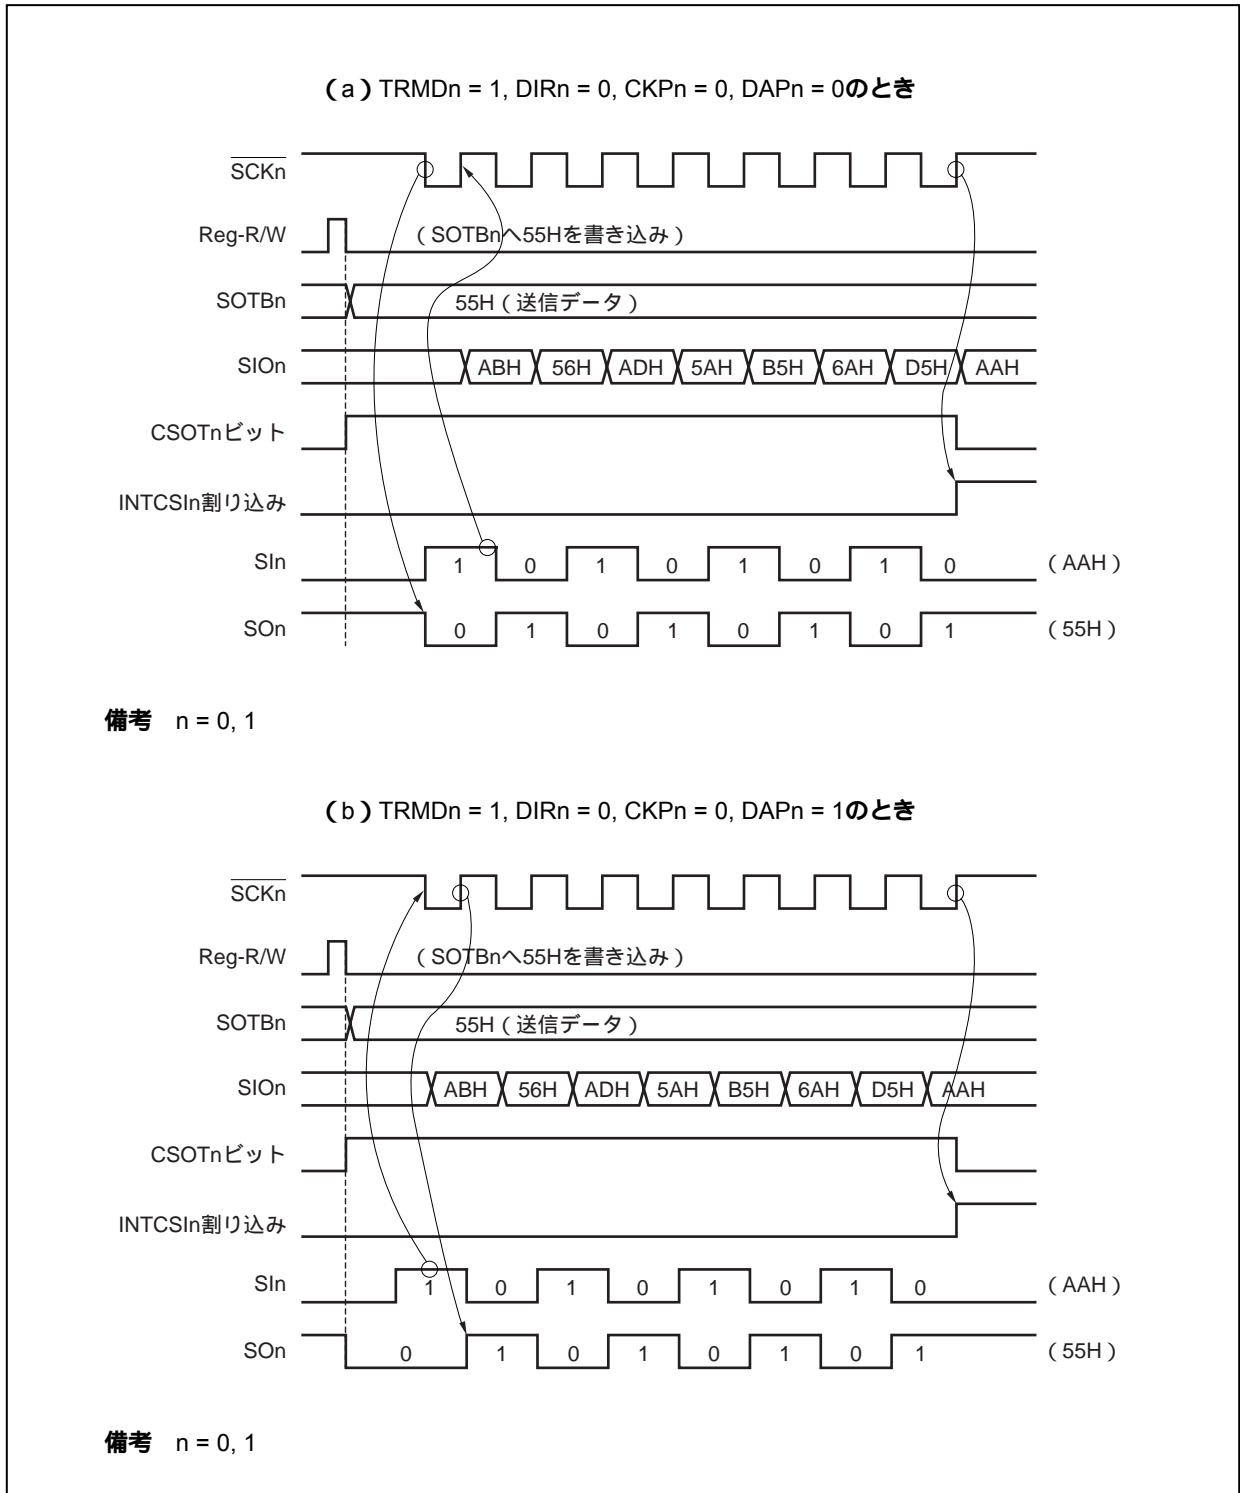 (a) TRMDn = 1, DIRn = 0, CKPn = 0, DAPn = 0のとき
SCKn
Reg-R/W (SOTBnへ55Hを書き込み)
SOTBn 55H(送信データ)
SIOn ABH 56H ADH 5AH B5H 6AH D5H AAH
CSOTnビット
INTCSIn割り込み
SIn 1 0 1 0 1 0 1 0 (AAH)
SOn 0 1 0 1 0 1 0 1 (55H)
備考 n = 0, 1
(b) TRMDn = 1, DIRn = 0, CKPn = 0, DAPn = 1のとき
SCKn
Reg-R/W (SOTBnへ55Hを書き込み)
SOTBn 55H(送信データ)
SIOn ABH 56H ADH 5AH B5H 6AH D5H AAH
CSOTnビット
INTCSIn割り込み
SIn 1 0 1 0 1 0 1 0 (AAH)
SOn 0 1 0 1 0 1 0 1 (55H)
備考 n = 0, 1